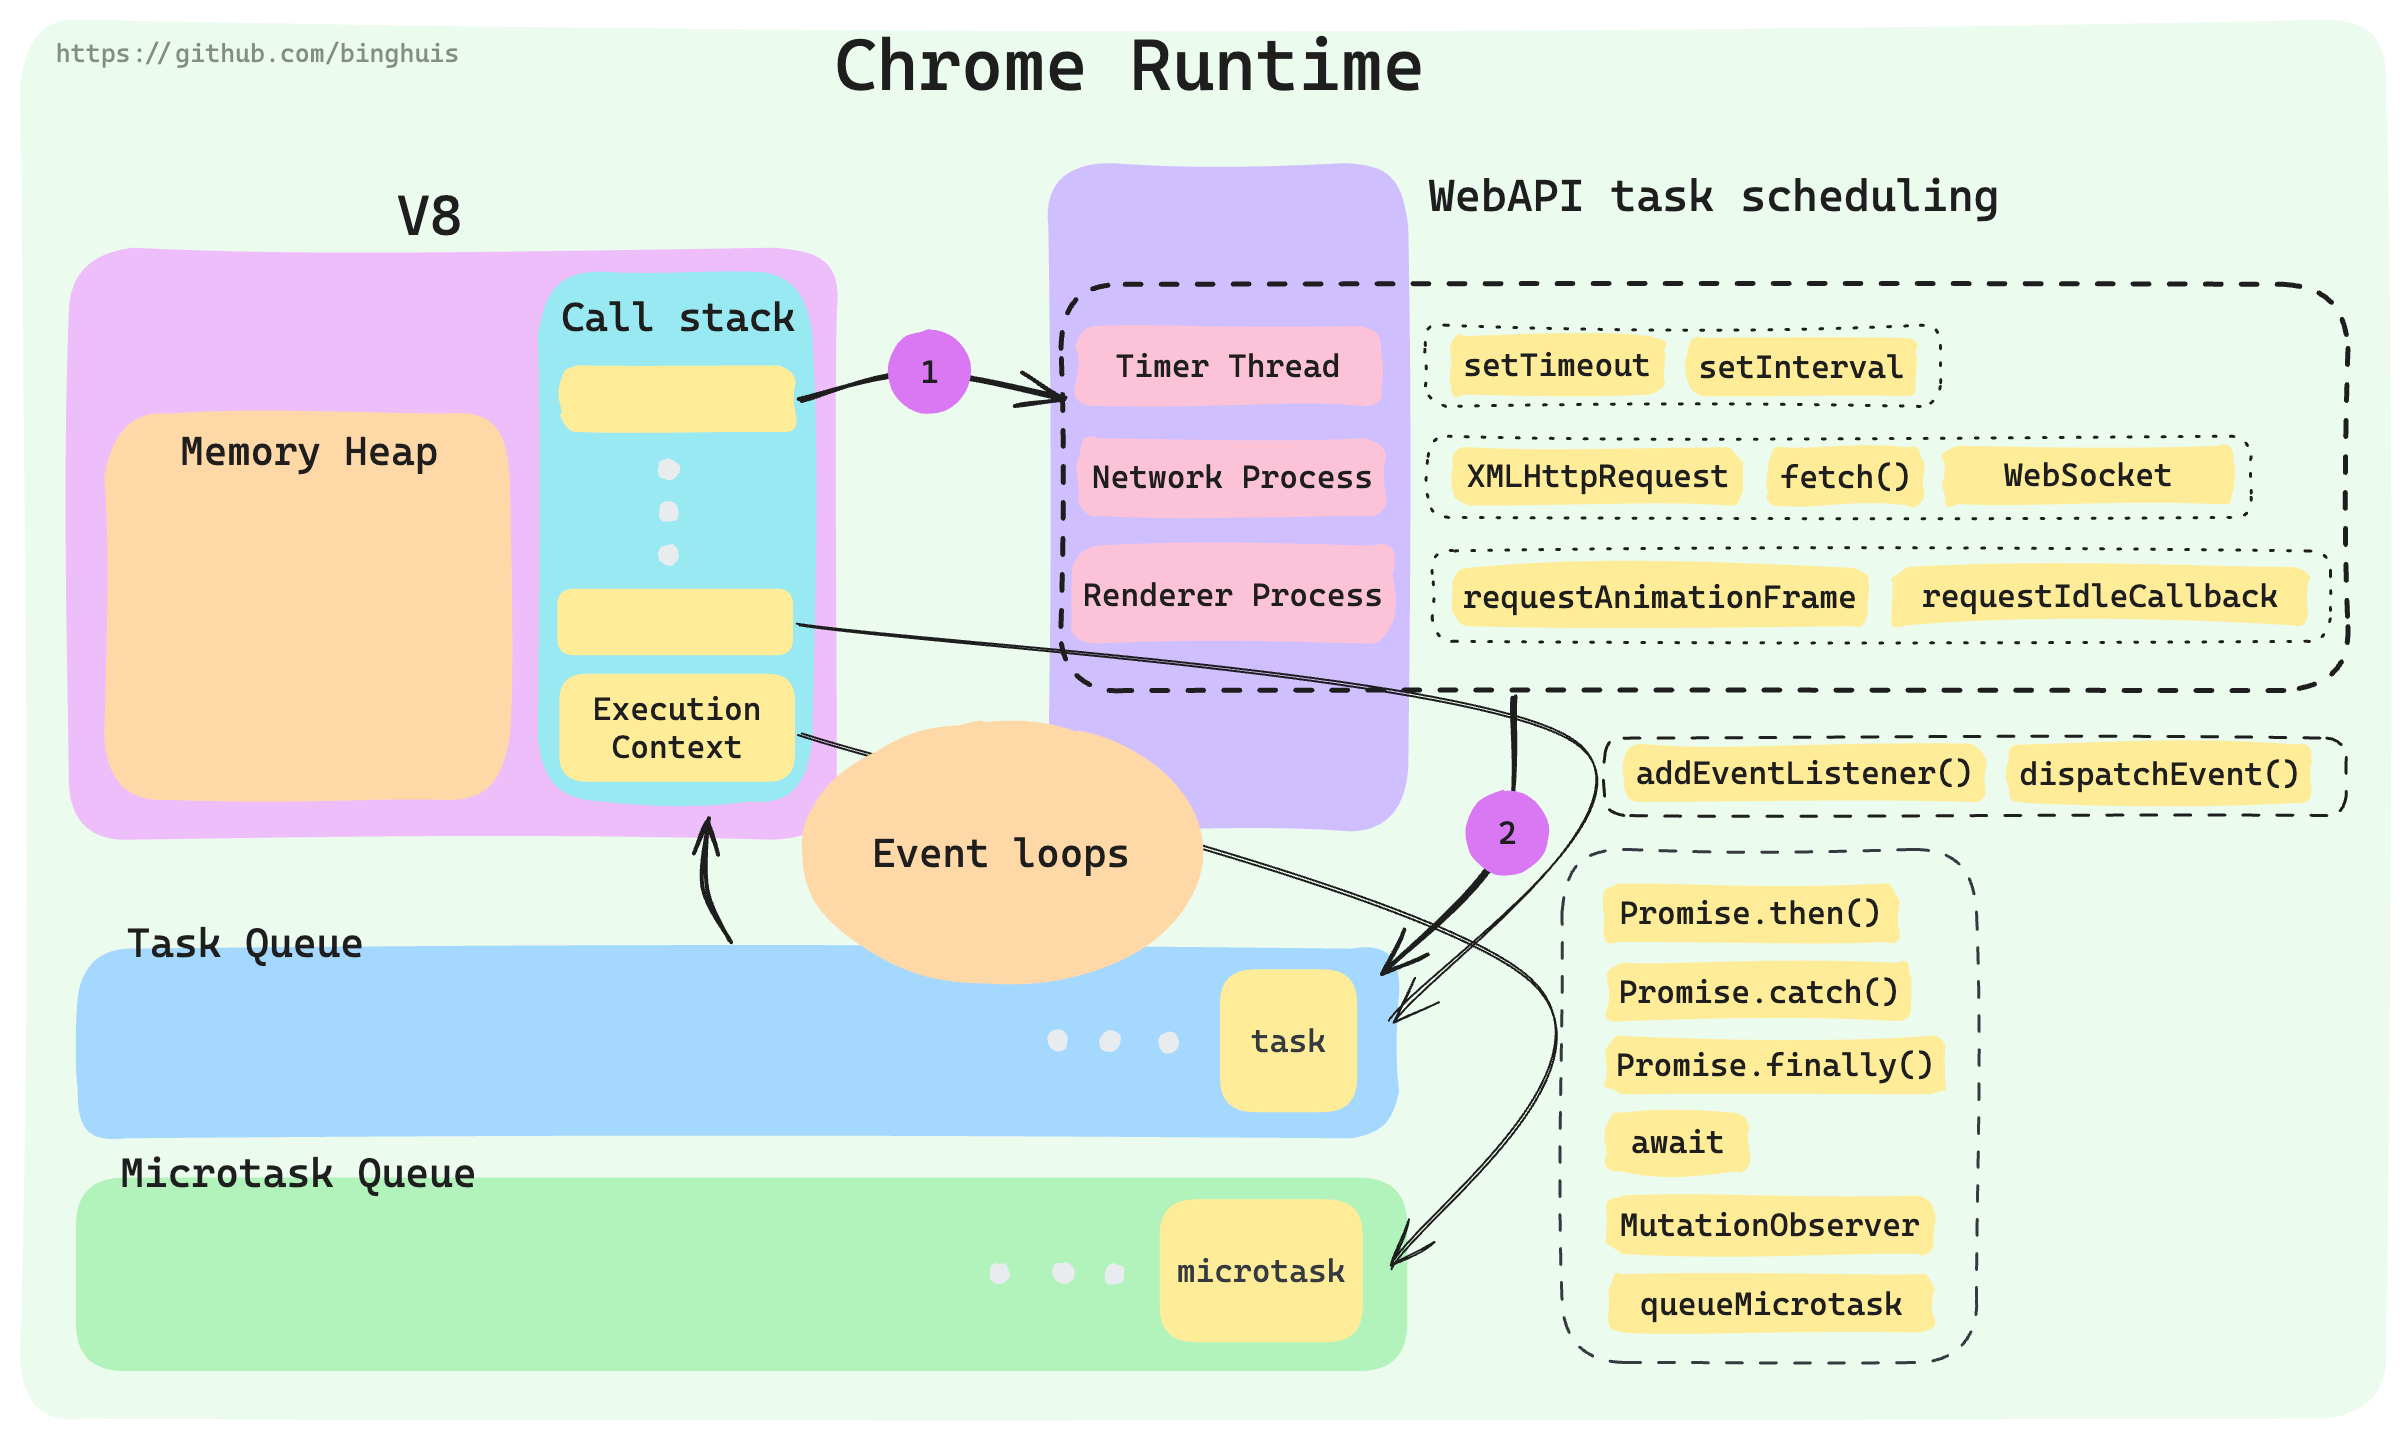 https://github.com/binghuis
Chrome Runtime
V8
WebAPI task scheduling
Call stack
Memory Heap
Execution
Context
1
Timer Thread
setTimeout
setInterval
Network Process
XMLHttpRequest
fetch()
WebSocket
Renderer Process
requestAnimationFrame
requestIdleCallback
addEventListener()
dispatchEvent()
2
Event loops
Task Queue
task
Microtask Queue
microtask
Promise.then()
Promise.catch()
Promise.finally()
await
MutationObserver
queueMicrotask